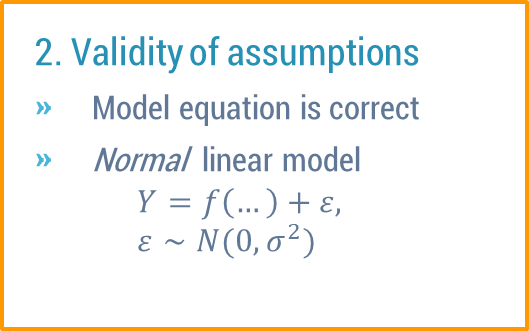 2. Validity of assumptions
» Model equation is correct
» Normal linear model
Y = f(…) + ε,
ε ~ N(0, σ²)